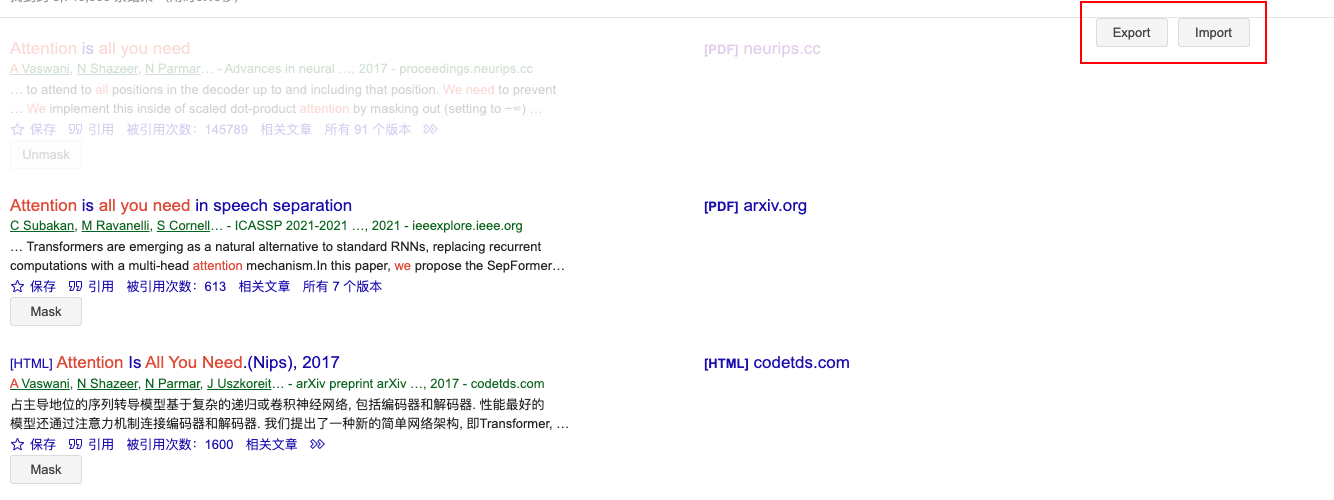 Export Import
Attention is all you need
[PDF] neurips.cc
A Vaswani, N Shazeer, N Parmar… - Advances in neural …, 2017 - proceedings.neurips.cc
… to attend to all positions in the decoder up to and including that position. We need to prevent
… We implement this inside of scaled dot-product attention by masking out (setting to −∞) …
保存 引用 被引用次数：145789 相关文章 所有 91 个版本
Unmask
Attention is all you need in speech separation
[PDF] arxiv.org
C Subakan, M Ravanelli, S Cornell… - ICASSP 2021-2021 …, 2021 - ieeexplore.ieee.org
… Transformers are emerging as a natural alternative to standard RNNs, replacing recurrent
computations with a multi-head attention mechanism.In this paper, we propose the SepFormer…
保存 引用 被引用次数：613 相关文章 所有 7 个版本
Mask
[HTML] Attention Is All You Need.(Nips), 2017
[HTML] codetds.com
A Vaswani, N Shazeer, N Parmar, J Uszkoreit… - arXiv preprint arXiv …, 2017 - codetds.com
占主导地位的序列转导模型基于复杂的递归或卷积神经网络, 包括编码器和解码器. 性能最好的
模型还通过注意力机制连接编码器和解码器. 我们提出了一种新的简单网络架构, 即Transformer, …
保存 引用 被引用次数：1600 相关文章
Mask